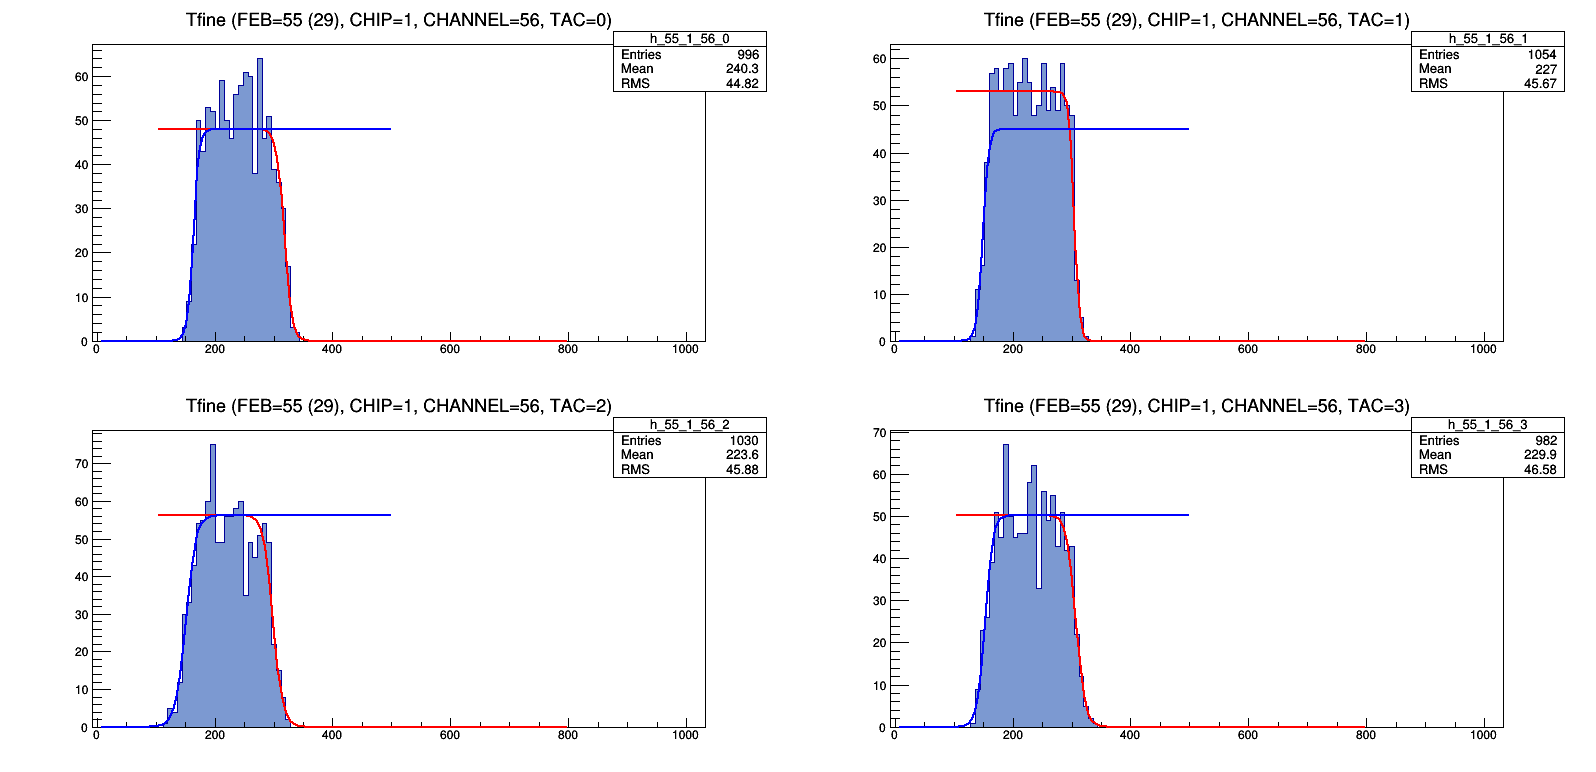 Tfine (FEB=55 (29), CHIP=1, CHANNEL=56, TAC=0)
h_55_1_56_0
Entries 996
Mean 240.3
RMS 44.82
60
50
40
30
20
10
0
0 200 400 600 800 1000
Tfine (FEB=55 (29), CHIP=1, CHANNEL=56, TAC=1)
h_55_1_56_1
Entries 1054
Mean 227
RMS 45.67
60
50
40
30
20
10
0
0 200 400 600 800 1000
Tfine (FEB=55 (29), CHIP=1, CHANNEL=56, TAC=2)
h_55_1_56_2
Entries 1030
Mean 223.6
RMS 45.88
70
60
50
40
30
20
10
0
0 200 400 600 800 1000
Tfine (FEB=55 (29), CHIP=1, CHANNEL=56, TAC=3)
h_55_1_56_3
Entries 982
Mean 229.9
RMS 46.58
70
60
50
40
30
20
10
0
0 200 400 600 800 1000